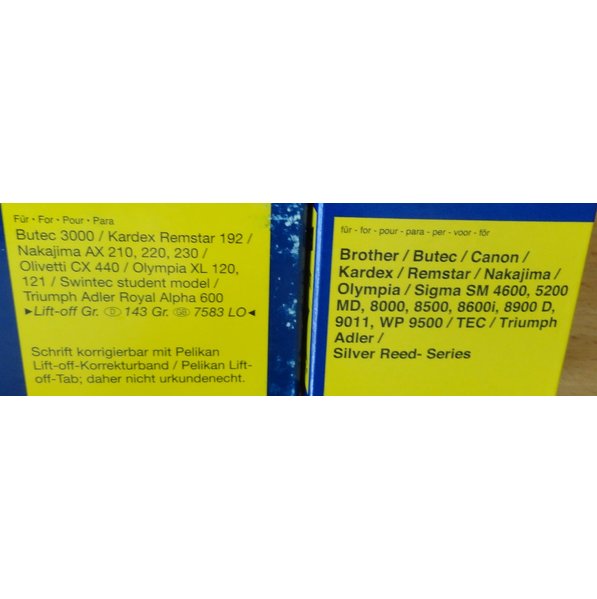 Für · For · Pour · Para
Butec 3000 / Kardex Remstar 192 /
Nakajima AX 210, 220, 230 /
Olivetti CX 440 / Olympia XL 120,
121 / Swintec student model /
Triumph Adler Royal Alpha 600
►Lift-off Gr. D 143 Gr. GB 7583 LO◄
Schrift korrigierbar mit Pelikan
Lift-off-Korrekturband / Pelikan Lift-
off-Tab; daher nicht urkundenecht.
für - for - pour - para - per - voor - för
Brother / Butec / Canon /
Kardex / Remstar / Nakajima /
Olympia / Sigma SM 4600, 5200
MD, 8000, 8500, 8600i, 8900 D,
9011, WP 9500 / TEC / Triumph
Adler /
Silver Reed- Series